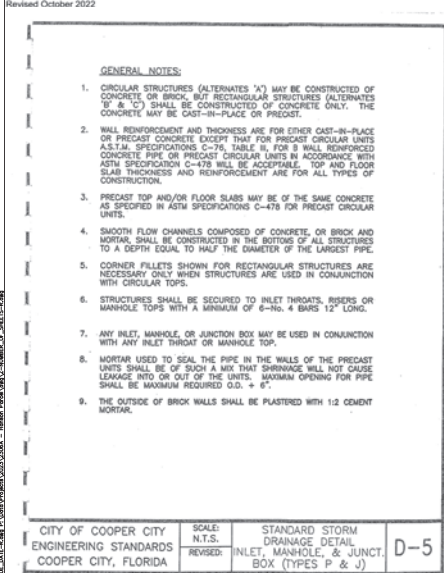 Revised October 2022
GENERAL NOTES:
1. CIRCULAR STRUCTURES (ALTERNATES 'A') MAY BE CONSTRUCTED OF
CONCRETE OR BRICK, BUT RECTANGULAR STRUCTURES (ALTERNATES
'B' & 'C') SHALL BE CONSTRUCTED OF CONCRETE ONLY. THE
CONCRETE MAY BE CAST-IN-PLACE OR PRECAST.
2. WALL REINFORCEMENT AND THICKNESS ARE FOR EITHER CAST-IN-PLACE
OR PRECAST CONCRETE EXCEPT THAT FOR PRECAST CIRCULAR UNITS
A.S.T.M. SPECIFICATIONS C-76, TABLE III, FOR B WALL REINFORCED
CONCRETE PIPE OR PRECAST CIRCULAR UNITS IN ACCORDANCE WITH
ASTM SPECIFICATION C-478 WILL BE ACCEPTABLE. TOP AND FLOOR
SLAB THICKNESS AND REINFORCEMENT ARE FOR ALL TYPES OF
CONSTRUCTION.
3. PRECAST TOP AND/OR FLOOR SLABS MAY BE OF THE SAME CONCRETE
AS SPECIFIED IN ASTM SPECIFICATIONS C-478 FOR PRECAST CIRCULAR
UNITS.
4. SMOOTH FLOW CHANNELS COMPOSED OF CONCRETE, OR BRICK AND
MORTAR, SHALL BE CONSTRUCTED IN THE BOTTOMS OF ALL STRUCTURES
TO A DEPTH EQUAL TO HALF THE DIAMETER OF THE LARGEST PIPE.
5. CORNER FILLETS SHOWN FOR RECTANGULAR STRUCTURES ARE
NECESSARY ONLY WHEN STRUCTURES ARE USED IN CONJUNCTION
WITH CIRCULAR TOPS.
6. STRUCTURES SHALL BE SECURED TO INLET THROATS, RISERS OR
MANHOLE TOPS WITH A MINIMUM OF 6-No. 4 BARS 12" LONG.
7. ANY INLET, MANHOLE, OR JUNCTION BOX MAY BE USED IN CONJUNCTION
WITH ANY INLET THROAT OR MANHOLE TOP.
8. MORTAR USED TO SEAL THE PIPE IN THE WALLS OF THE PRECAST
UNITS SHALL BE OF SUCH A MIX THAT SHRINKAGE WILL NOT CAUSE
LEAKAGE INTO OR OUT OF THE UNITS. MAXIMUM OPENING FOR PIPE
SHALL BE MAXIMUM REQUIRED O.D. + 6".
9. THE OUTSIDE OF BRICK WALLS SHALL BE PLASTERED WITH 1:2 CEMENT
MORTAR.
CITY OF COOPER CITY
ENGINEERING STANDARDS
COOPER CITY, FLORIDA
SCALE:
N.T.S.
REVISED:
STANDARD STORM
DRAINAGE DETAIL
INLET, MANHOLE, & JUNCT.
BOX (TYPES P & J)
D-5